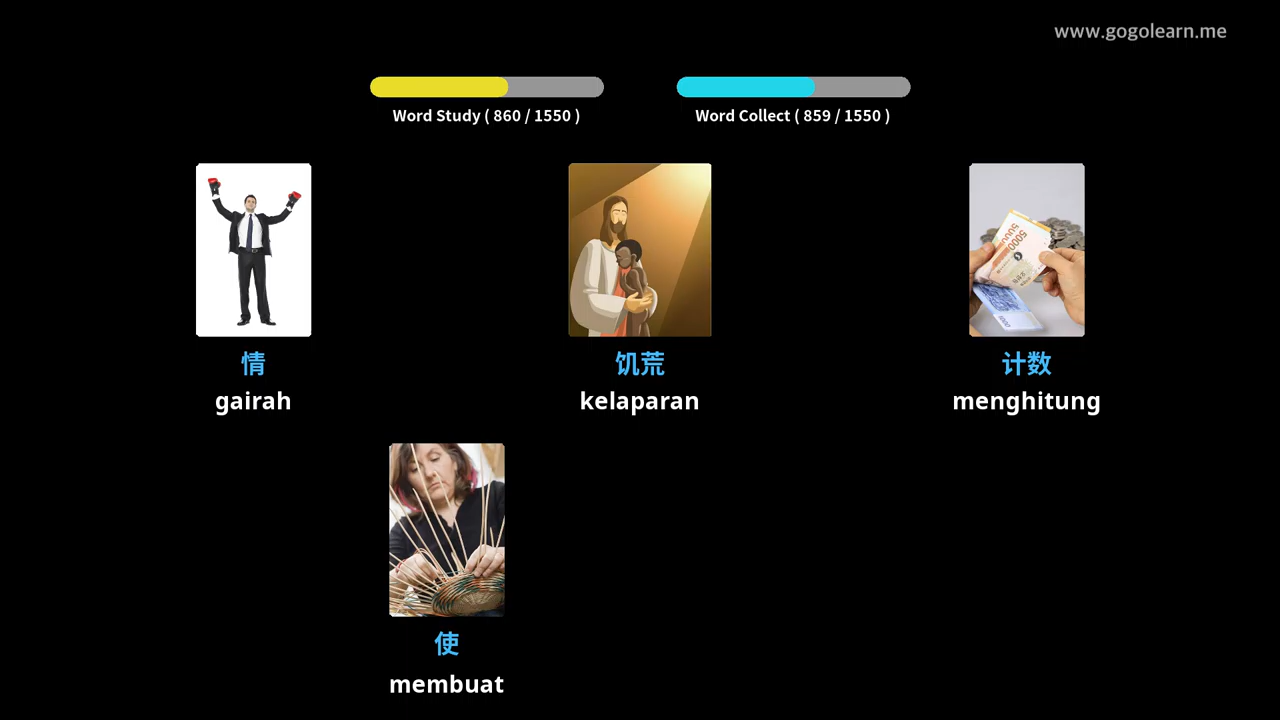 www.gogolearn.me
Word Study ( 860 / 1550 )
Word Collect ( 859 / 1550 )
情
gairah
饥荒
kelaparan
计数
menghitung
使
membuat